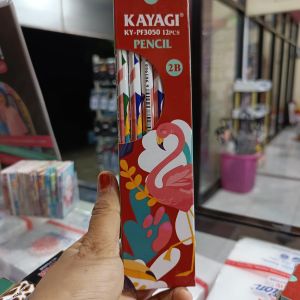 KAYAGI
KY-PF3050 12PCS
PENCIL
2B